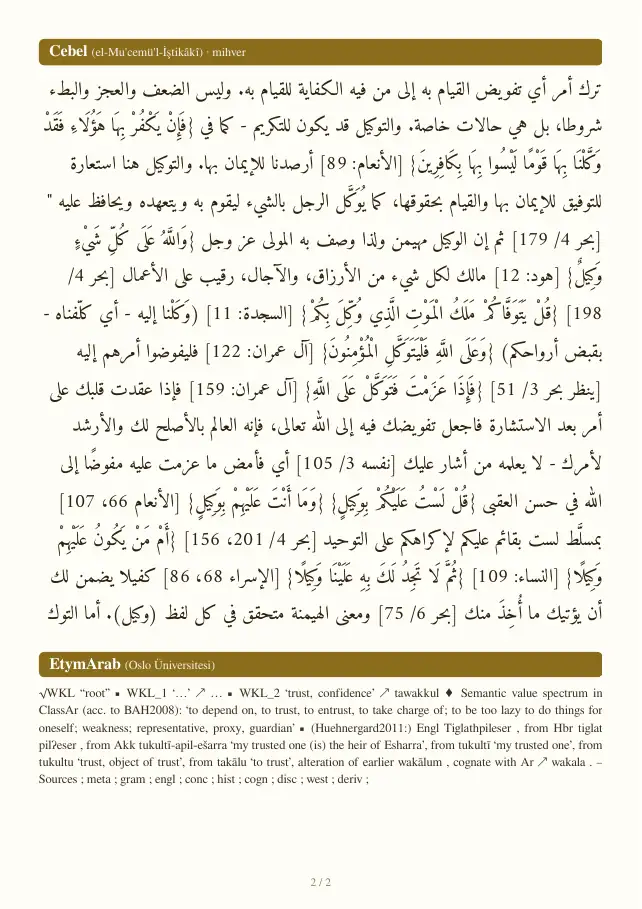 Cebel (el-Mu'cemü'l-İştikâkî) · mihver
ترك أمر أي تفويض القيام به إلى من فيه الكفاية للقيام به. وليس الضعف والعجز والبطء
شروطا، بل هي حالات خاصة. والتوكيل قد يكون للتكريم - كما في {فَإِنْ يَكْفُرْ بِهَا هَؤُلَاءِ فَقَدْ
وَكَّلْنَا بِهَا قَوْمًا لَيْسُوا بِهَا بِكَافِرِينَ} [الأنعام: 89] أرصدنا للإيمان بها. والتوكيل هنا استعارة
للتوفيق للإيمان بها والقيام بحقوقها، كما يُوَكَّل الرجل بالشيء ليقوم به ويتعهده ويحافظ عليه "
[بحر 4/ 179] ثم إن الوكيل مهيمن ولذا وصف به المولى عز وجل {وَاللَّهُ عَلَى كُلِّ شَيْءٍ
وَكِيلٌ} [هود: 12] مالك لكل شيء من الأرزاق، والآجال، رقيب على الأعمال [بحر 4/
198] {قُلْ يَتَوَفَّاكُمْ مَلَكُ الْمَوْتِ الَّذِي وُكِّلَ بِكُمْ} [السجدة: 11] (وَكَلْنا إليه - أي كلّفناه -
بقبض أرواحكم) {وَعَلَى اللَّهِ فَلْيَتَوَكَّلِ الْمُؤْمِنُونَ} [آل عمران: 122] فليفوضوا أمرهم إليه
[ينظر بحر 3/ 51] {فَإِذَا عَزَمْتَ فَتَوَكَّلْ عَلَى اللَّهِ} [آل عمران: 159] فإذا عقدت قلبك على
أمر بعد الاستشارة فاجعل تفويضك فيه إلى الله تعالى، فإنه العالم بالأصلح لك والأرشد
لأمرك - لا يعلمه من أشار عليك [نفسه 3/ 105] أي فأمض ما عزمت عليه مفوضًا إلى
الله في حسن العقبى {قُلْ لَسْتُ عَلَيْكُمْ بِوَكِيلٍ} {وَمَا أَنْتَ عَلَيْهِمْ بِوَكِيلٍ} [الأنعام 66، 107]
بمسلَّط لست بقائم عليكم لإكراهكم على التوحيد [بحر 4/ 201، 156] {أَمْ مَنْ يَكُونُ عَلَيْهِمْ
وَكِيلًا} [النساء: 109] {ثُمَّ لَا تَجِدُ لَكَ بِهِ عَلَيْنَا وَكِيلًا} [الإسراء 68، 86] كفيلا يضمن لك
أن يؤتيك ما أُخِذَ منك [بحر 6/ 75] ومعنى الهيمنة متحقق في كل لفظ (وكيل). أما التوك
EtymArab (Oslo Üniversitesi)
√WKL “root” ▪ WKL_1 ‘…’ ↗ … ▪ WKL_2 ‘trust, confidence’ ↗ tawakkul ♦ Semantic value spectrum in
ClassAr (acc. to BAH2008): ‘to depend on, to trust, to entrust, to take charge of; to be too lazy to do things for
oneself; weakness; representative, proxy, guardian’ ▪ (Huehnergard2011:) Engl Tiglathpileser , from Hbr tiglat
pilʔeser , from Akk tukultī-apil-ešarra ‘my trusted one (is) the heir of Esharra’, from tukultī ‘my trusted one’, from
tukultu ‘trust, object of trust’, from takālu ‘to trust’, alteration of earlier wakālum , cognate with Ar ↗ wakala . –
Sources ; meta ; gram ; engl ; conc ; hist ; cogn ; disc ; west ; deriv ;
2 / 2